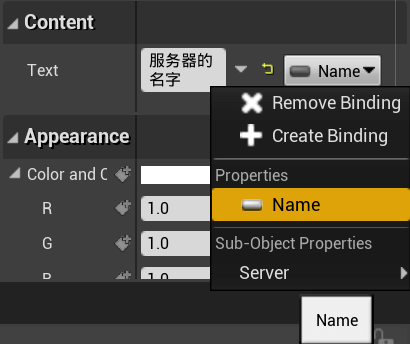 Content
Text
服务器的
名字
Name
Remove Binding
Create Binding
Appearance
Properties
Color and C
Name
R
1.0
G
1.0
Sub-Object Properties
Server
1.0
Name